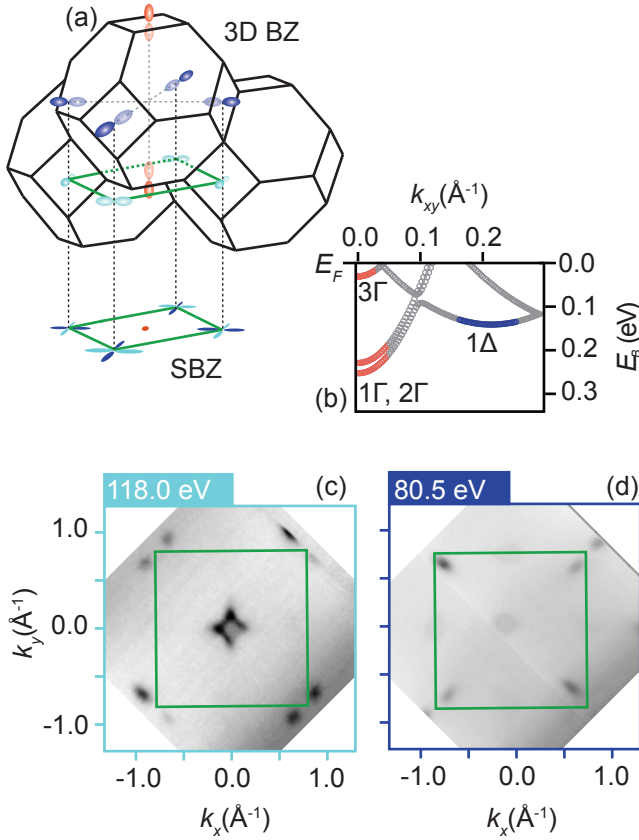 (a)
3D BZ
SBZ
k_xy(Å⁻¹)
0.0 0.1 0.2
E_F
0.0
0.1
0.2
0.3
(eV)
3Γ
1Δ
1Γ, 2Γ
(b)
118.0 eV
(c)
1.0
0.0
-1.0
k_y(Å⁻¹)
-1.0 0.0 1.0
k_x(Å⁻¹)
80.5 eV
(d)
-1.0 0.0 1.0
k_x(Å⁻¹)